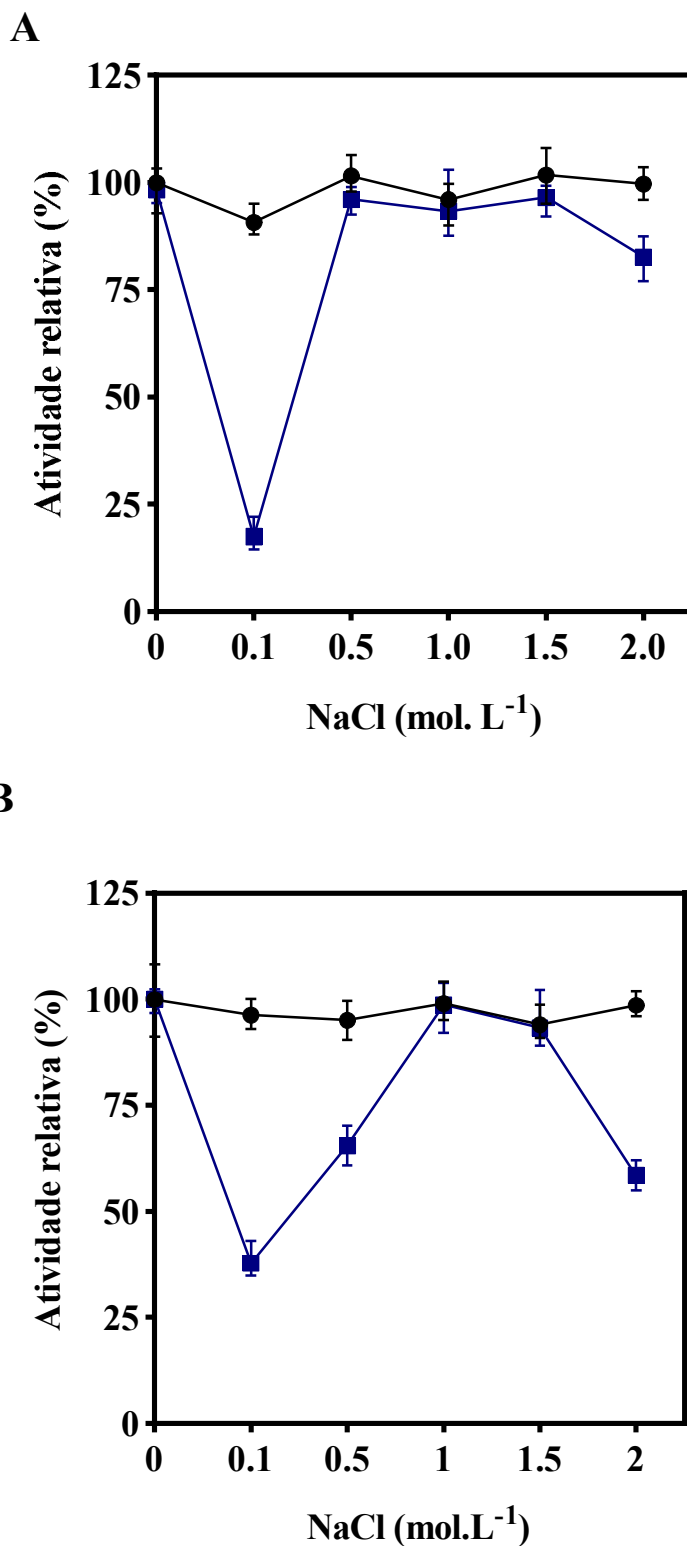 A
125
100
75
50
25
0
Atividade relativa (%)
0 0.1 0.5 1.0 1.5 2.0
NaCl (mol. L⁻¹)
B
125
100
75
50
25
0
Atividade relativa (%)
0 0.1 0.5 1 1.5 2
NaCl (mol.L⁻¹)